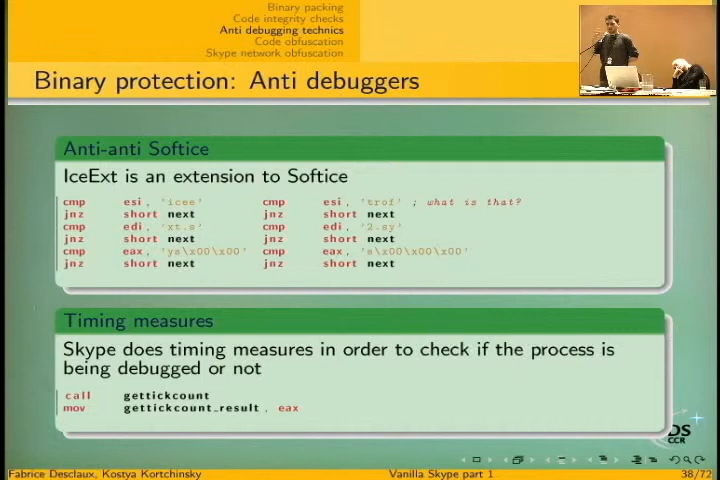 Binary packing
Code integrity checks
Anti debugging technics
Code obfuscation
Skype network obfuscation
Binary protection: Anti debuggers
Anti-anti Softice
IceExt is an extension to Softice
cmp esi, 'icee' cmp esi, 'trof' ; what is that?
jnz short next jnz short next
cmp edi, 'xt.s' cmp edi, '2.sy'
jnz short next jnz short next
cmp eax, 'ys\x00\x00' cmp eax, 's\x00\x00\x00'
jnz short next jnz short next
Timing measures
Skype does timing measures in order to check if the process is
being debugged or not
call gettickcount
mov gettickcount_result, eax
DS
CCR
Fabrice Desclaux, Kostya Kortchinsky Vanilla Skype part 1 38/72